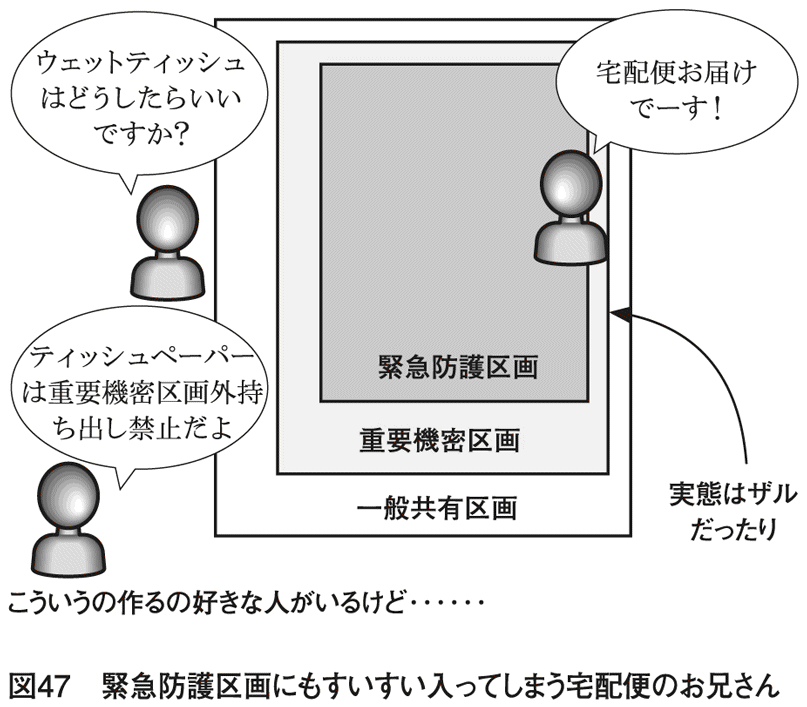 ウェットティッシュ
はどうしたらいい
ですか?
宅配便お届け
でーす!
ティッシュペーパー
は重要機密区画外持
ち出し禁止だよ
緊急防護区画
重要機密区画
一般共有区画
実態はザル
だったり
こういうの作るの好きな人がいるけど‥‥‥
図47 緊急防護区画にもすいすい入ってしまう宅配便のお兄さん